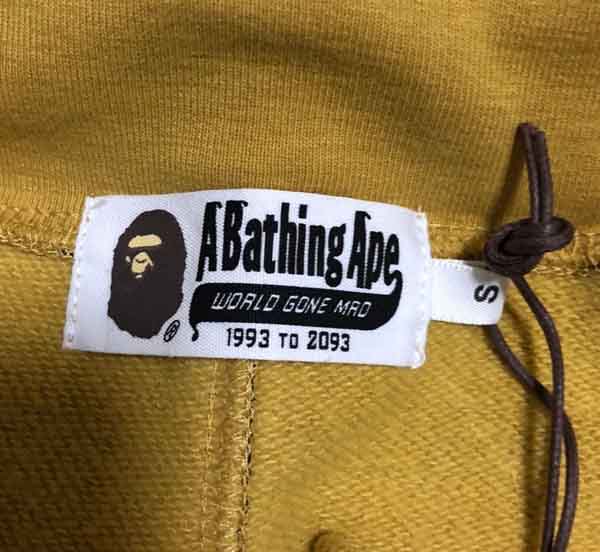 A Bathing Ape
WORLD GONE MAD
1993 TO 2093
®
S